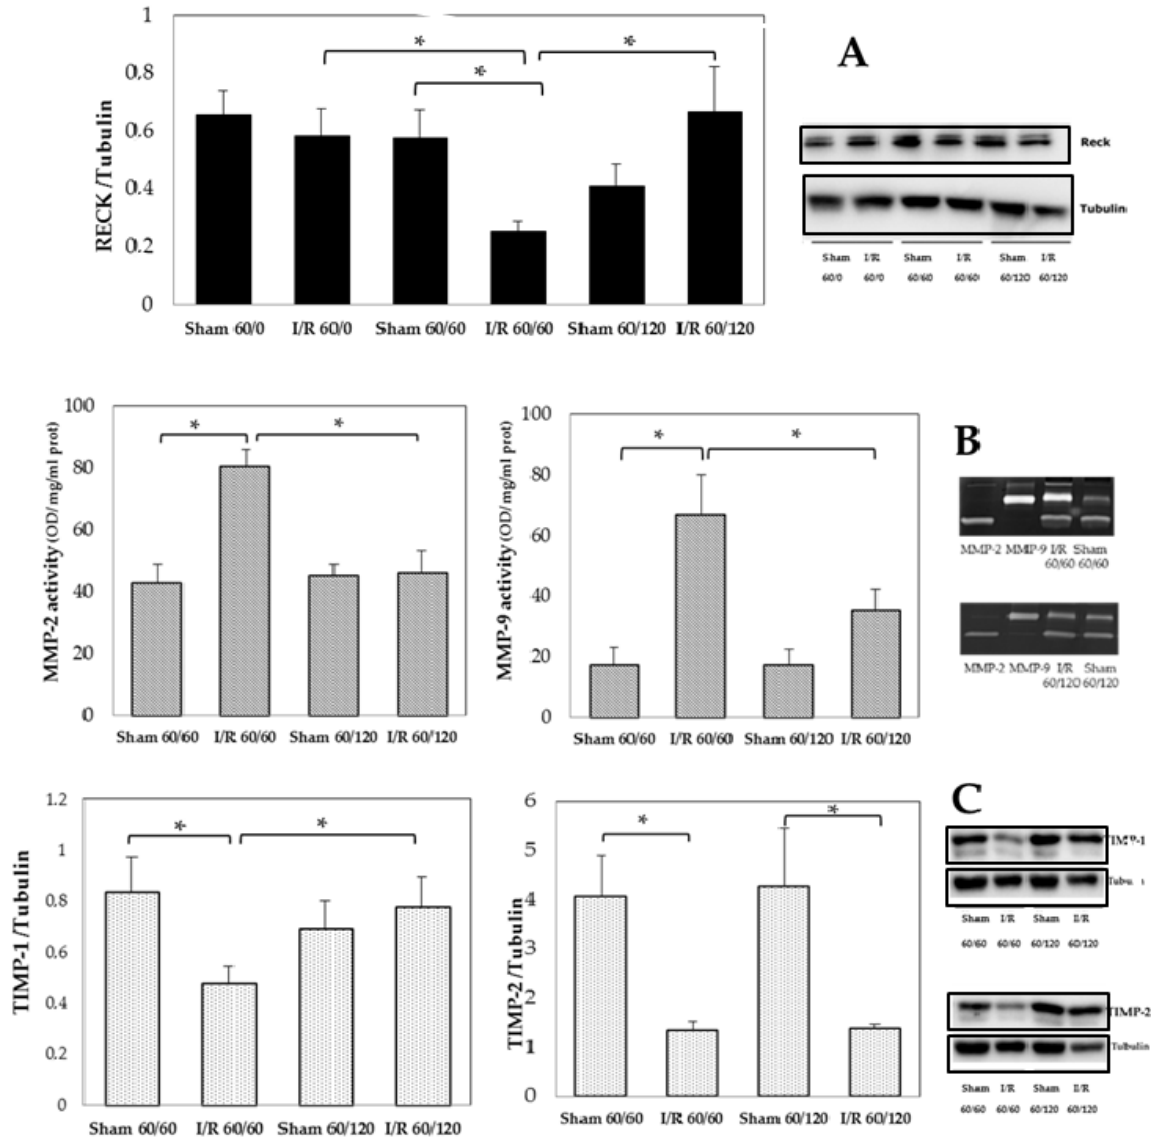 1
0.8
0.6
0.4
0.2
0
RECK/Tubulin
* * *
Sham 60/0 I/R 60/0 Sham 60/60 I/R 60/60 Sham 60/120 I/R 60/120
A
Reck
Tubulin
Sham I/R Sham I/R Sham I/R
60/0 60/0 60/60 60/60 60/120 60/120
100
80
60
40
20
0
MMP-2 activity (OD/mg/ml prot)
* *
Sham 60/60 I/R 60/60 Sham 60/120 I/R 60/120
100
80
60
40
20
0
MMP-9 activity (OD/mg/ml prot)
* *
Sham 60/60 I/R 60/60 Sham 60/120 I/R 60/120
B
MMP-2 MMP-9 I/R Sham
60/60 60/60
MMP-2 MMP-9 I/R Sham
60/120 60/120
1.2
1
0.8
0.6
0.4
0.2
0
TIMP-1/Tubulin
* *
Sham 60/60 I/R 60/60 Sham 60/120 I/R 60/120
6
5
4
3
2
1
0
TIMP-2/Tubulin
* *
Sham 60/60 I/R 60/60 Sham 60/120 I/R 60/120
C
TIMP-1
Sham I/R Sham I/R
60/60 60/60 60/120 60/120
TIMP-2
Tubulin
Sham I/R Sham I/R
60/60 60/60 60/120 60/120